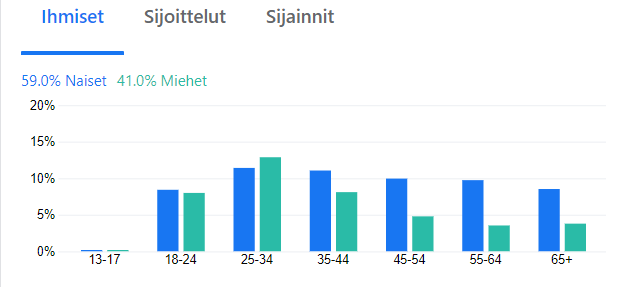 Ihmiset Sijoittelut Sijainnit
59.0% Naiset 41.0% Miehet
20%
15%
10%
5%
0%
13-17 18-24 25-34 35-44 45-54 55-64 65+